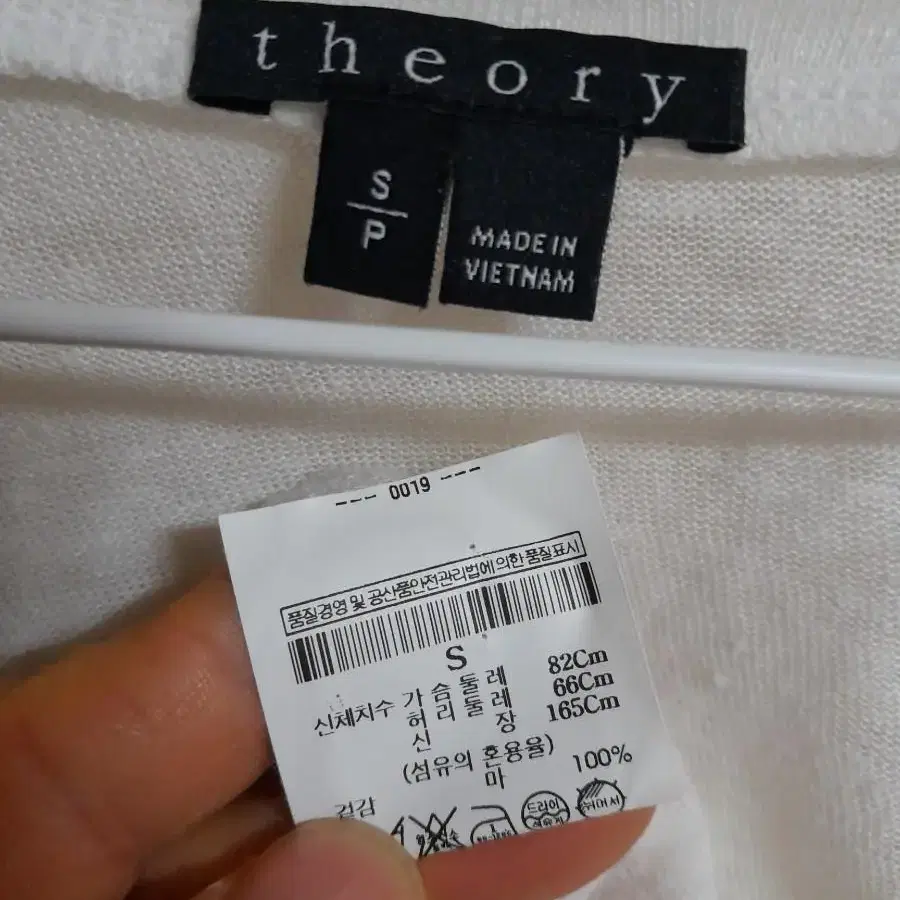 theory
S
P
MADE IN
VIETNAM
--- 0019 ---
품질경영 및 공산품안전관리법에 의한 품질표시
S
신체치수 가슴둘레 82Cm
허리둘레 66Cm
신장 165Cm
(섬유의 혼용율)
겉감 마 100%
드라이